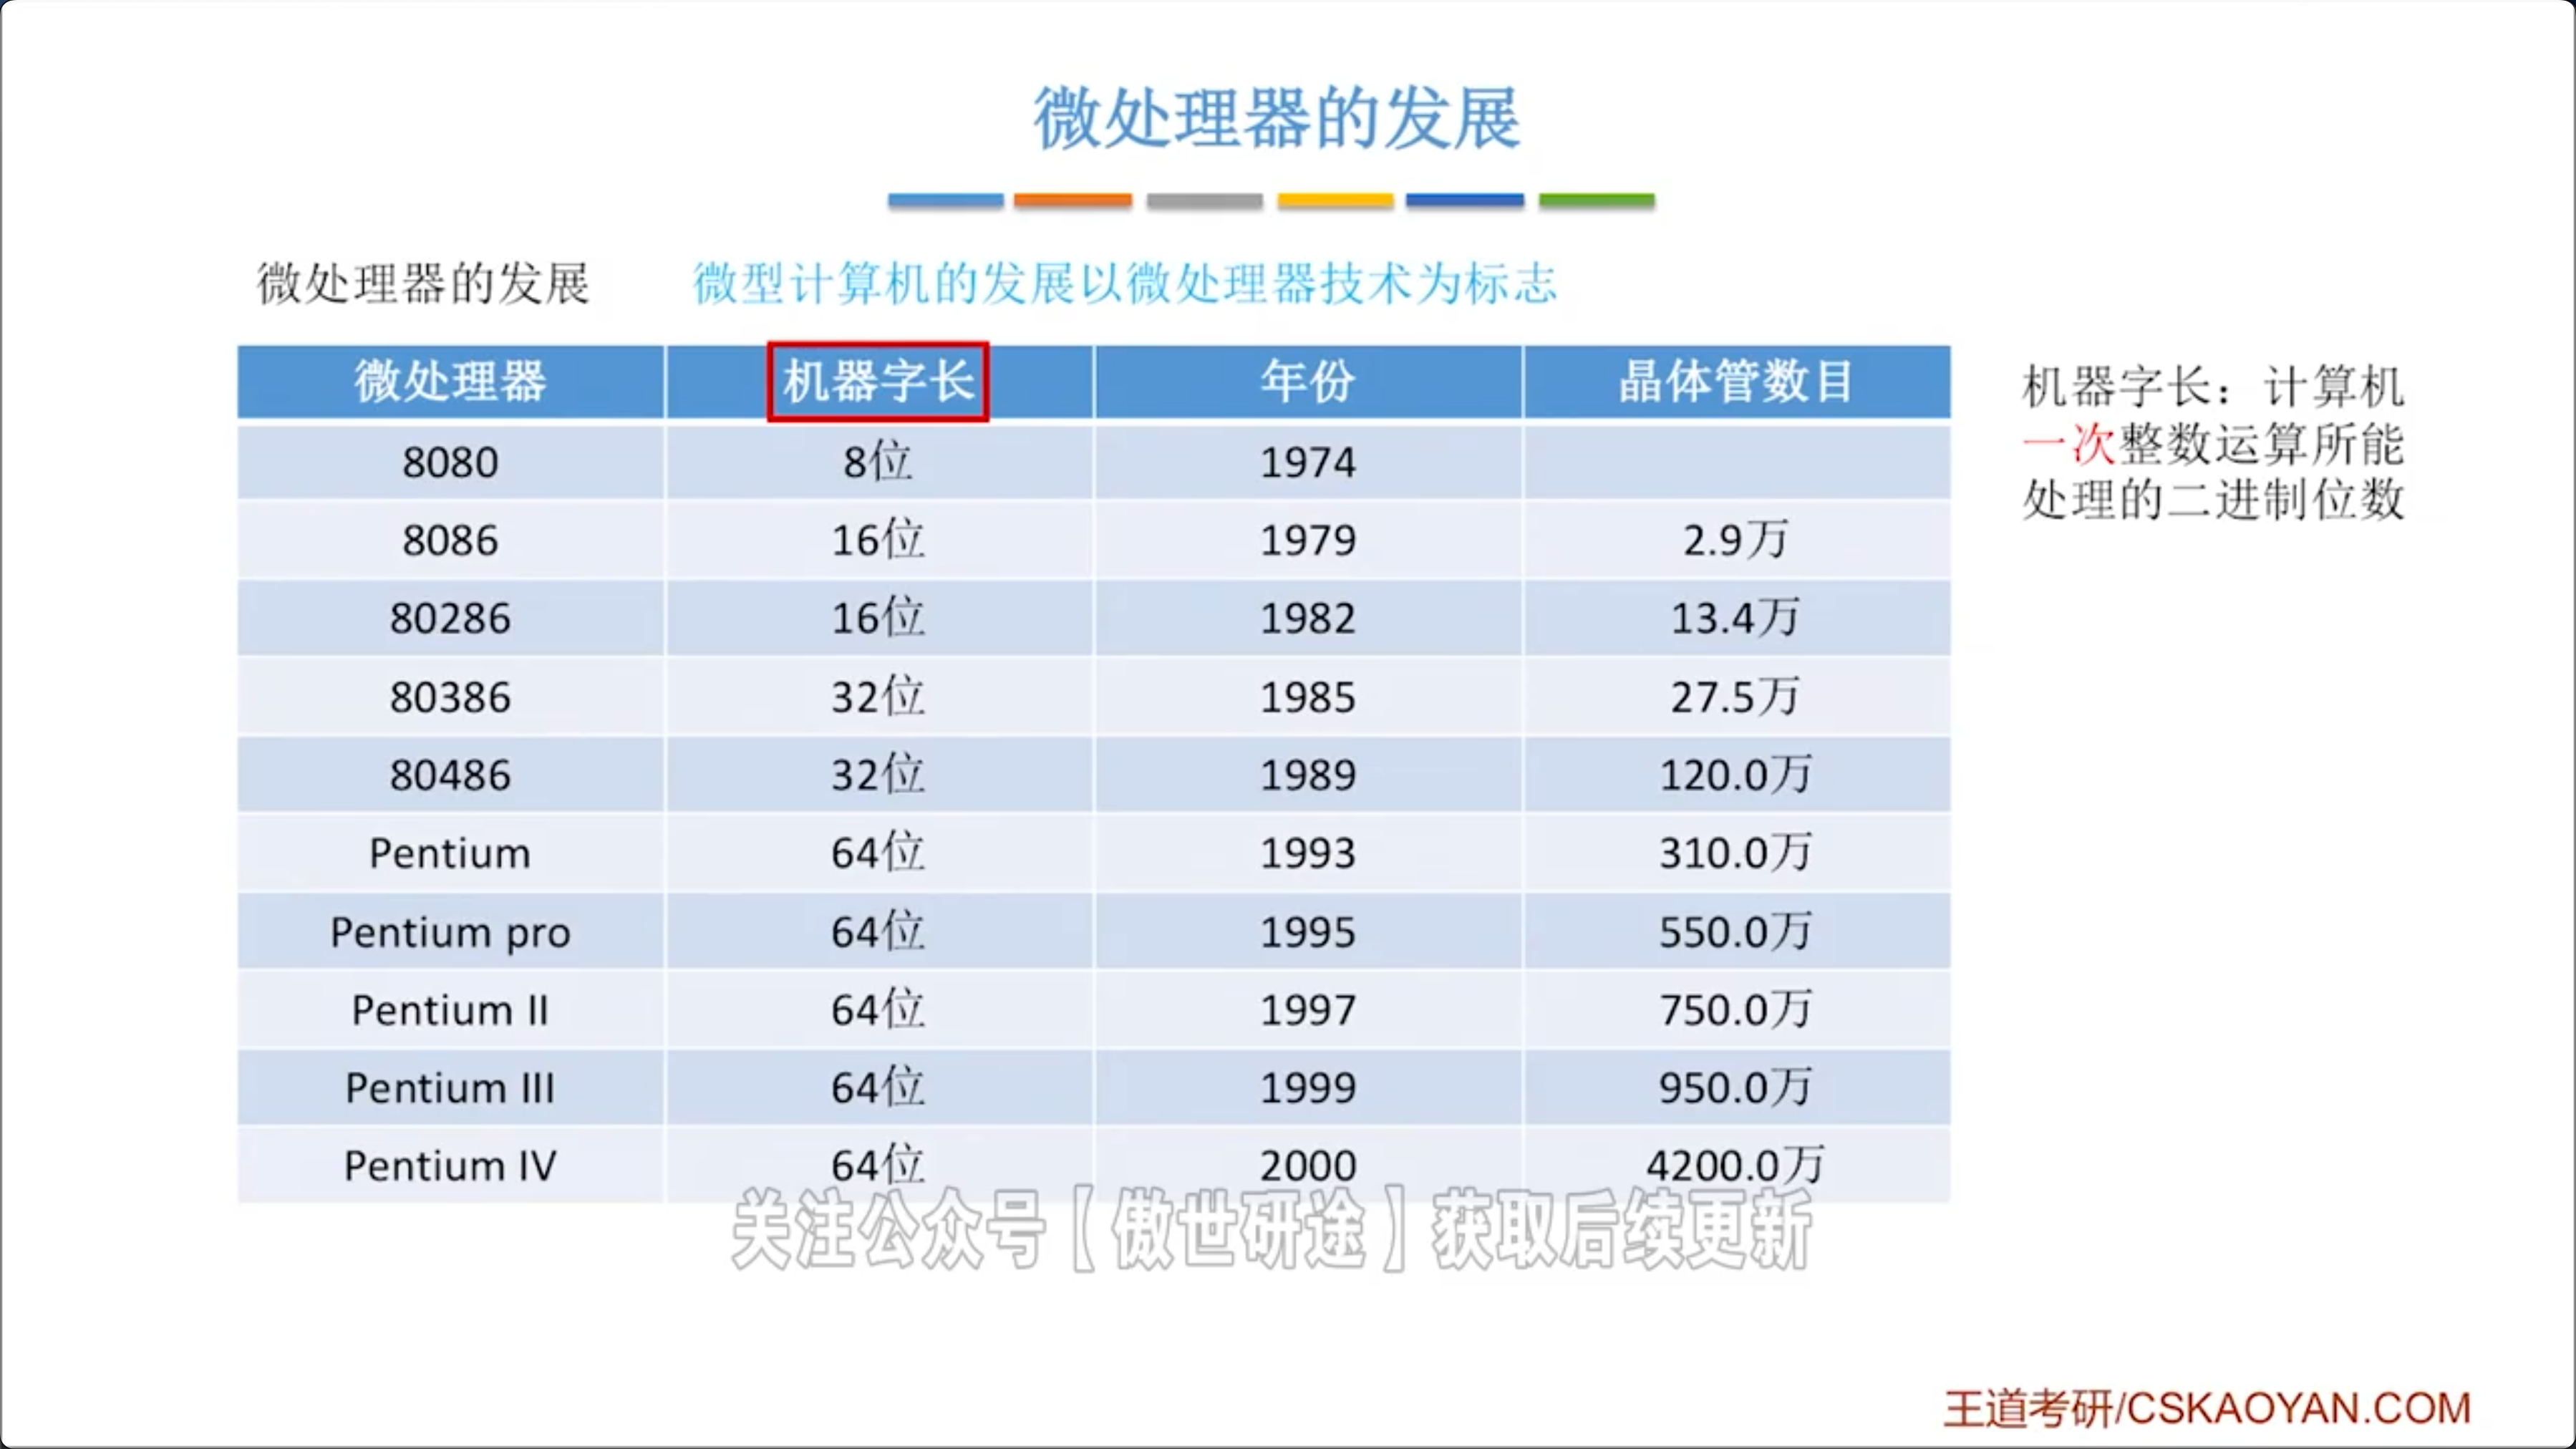 微处理器的发展
微处理器的发展 微型计算机的发展以微处理器技术为标志
微处理器 机器字长 年份 晶体管数目
8080 8位 1974
8086 16位 1979 2.9万
80286 16位 1982 13.4万
80386 32位 1985 27.5万
80486 32位 1989 120.0万
Pentium 64位 1993 310.0万
Pentium pro 64位 1995 550.0万
Pentium II 64位 1997 750.0万
Pentium III 64位 1999 950.0万
Pentium IV 64位 2000 4200.0万
机器字长：计算机
一次整数运算所能
处理的二进制位数
关注公众号【傲世研途】获取后续更新
王道考研/CSKAOYAN.COM